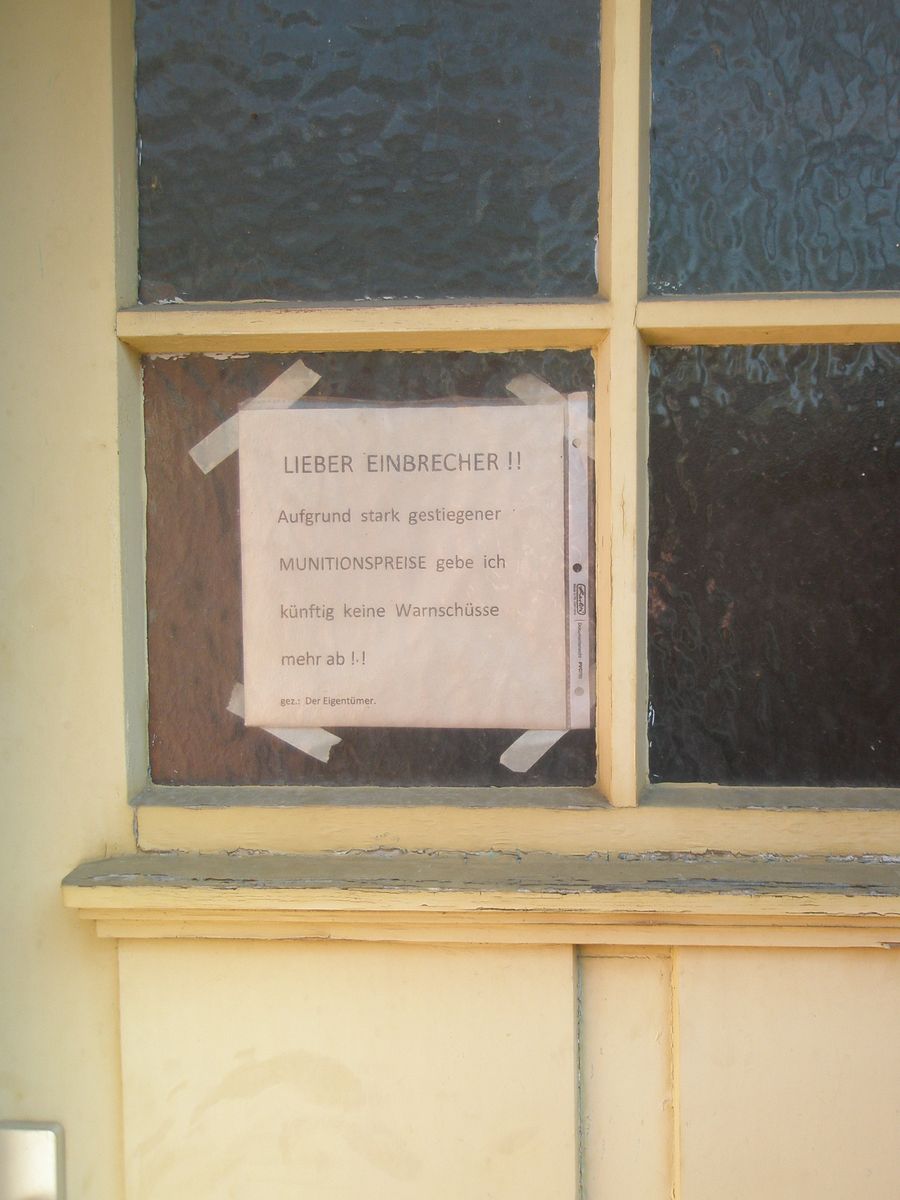 LIEBER EINBRECHER !!
Aufgrund stark gestiegener
MUNITIONSPREISE gebe ich
künftig keine Warnschüsse
mehr ab !.!
gez.: Der Eigentümer.